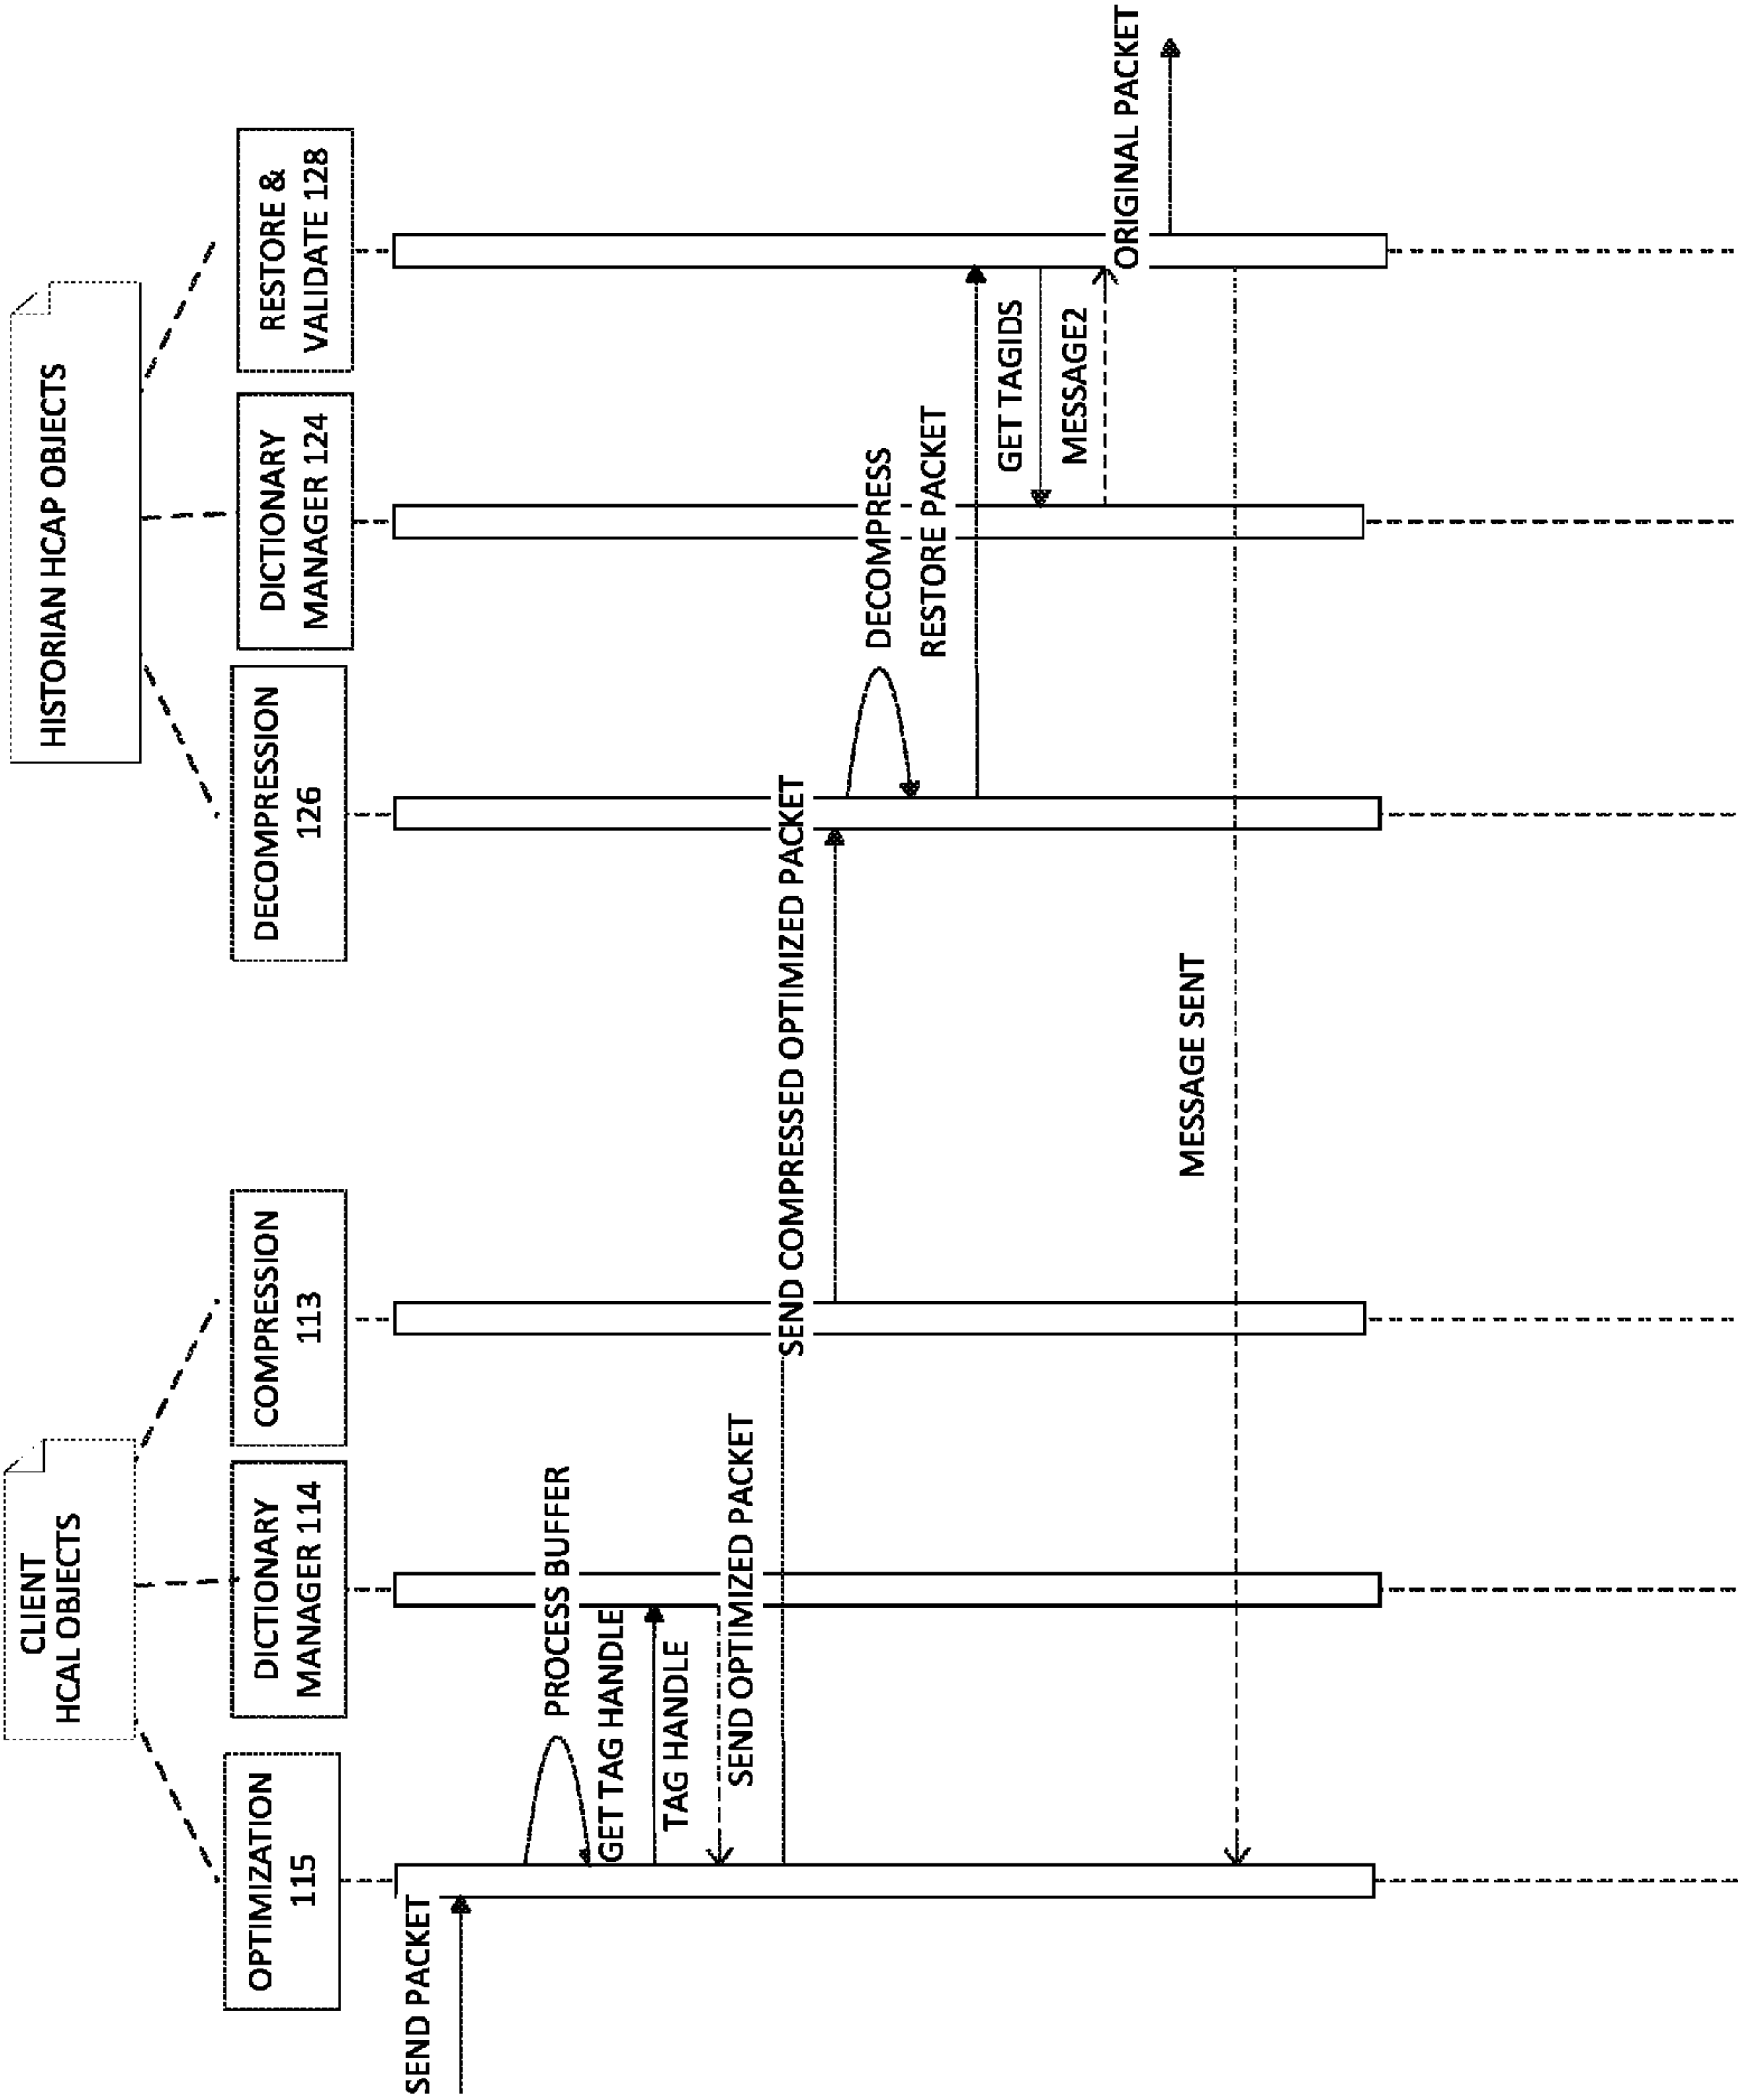 CLIENT
HCAL OBJECTS
HISTORIAN HCAP OBJECTS
OPTIMIZATION
115
DICTIONARY
MANAGER 114
COMPRESSION
113
DECOMPRESSION
126
DICTIONARY
MANAGER 124
RESTORE &
VALIDATE 128
SEND PACKET
PROCESS BUFFER
GET TAG HANDLE
TAG HANDLE
SEND OPTIMIZED PACKET
SEND COMPRESSED OPTIMIZED PACKET
DECOMPRESS
RESTORE PACKET
GET TAGIDS
MESSAGE2
ORIGINAL PACKET
MESSAGE SENT